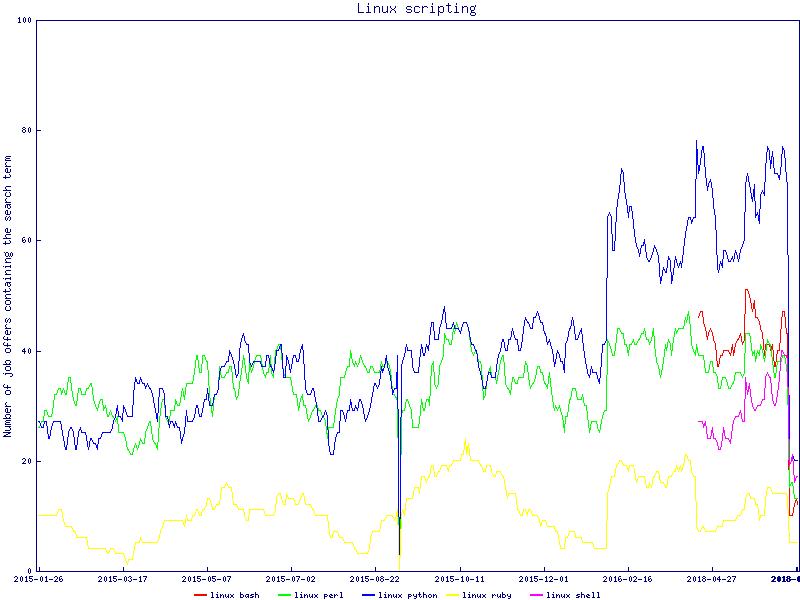 Linux scripting
100
80
60
40
20
0
Number of job offers containing the search term
2015-01-26 2015-03-17 2015-05-07 2015-07-02 2015-08-22 2015-10-11 2015-12-01 2016-02-16 2018-04-27
linux bash linux perl linux python linux ruby linux shell